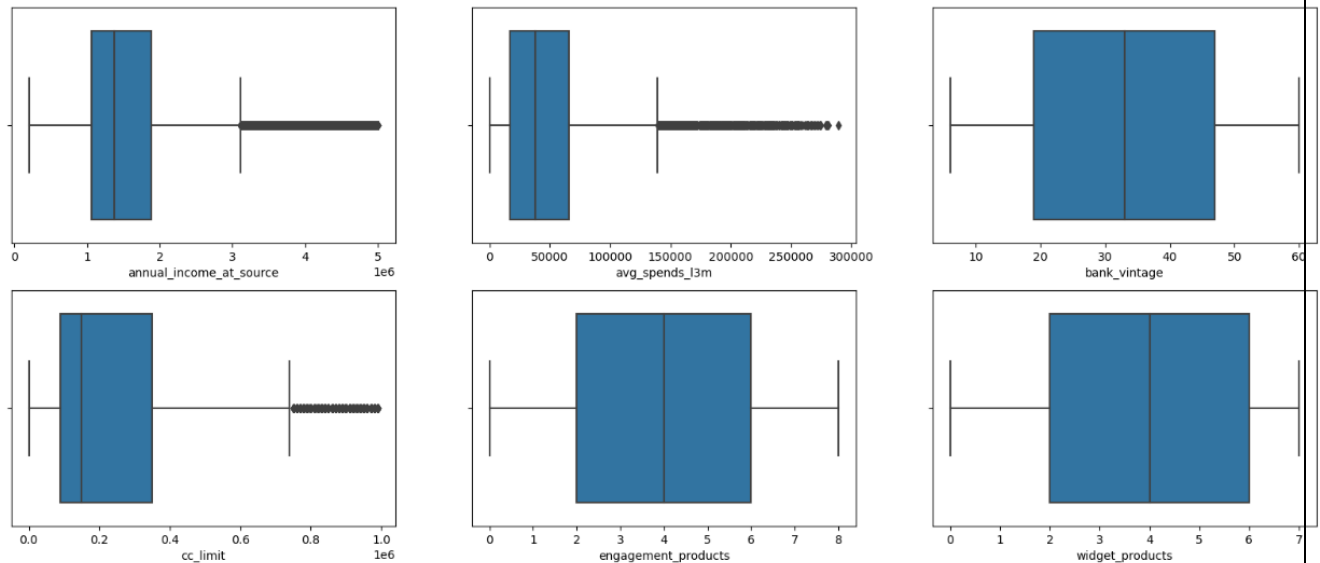 0 1 2 3 4 5
1e6
annual_income_at_source
0 50000 100000 150000 200000 250000 300000
avg_spends_l3m
10 20 30 40 50 60
bank_vintage
0.0 0.2 0.4 0.6 0.8 1.0
1e6
cc_limit
0 1 2 3 4 5 6 7 8
engagement_products
0 1 2 3 4 5 6 7
widget_products